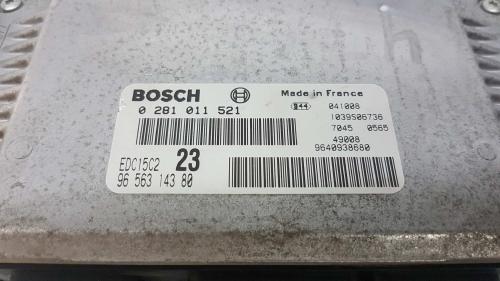 BOSCH
Made in France
0 281 011 521
e 44 041008
1039S06736
7045 0565
49008
9640938680
EDC15C2 23
96 563 143 80